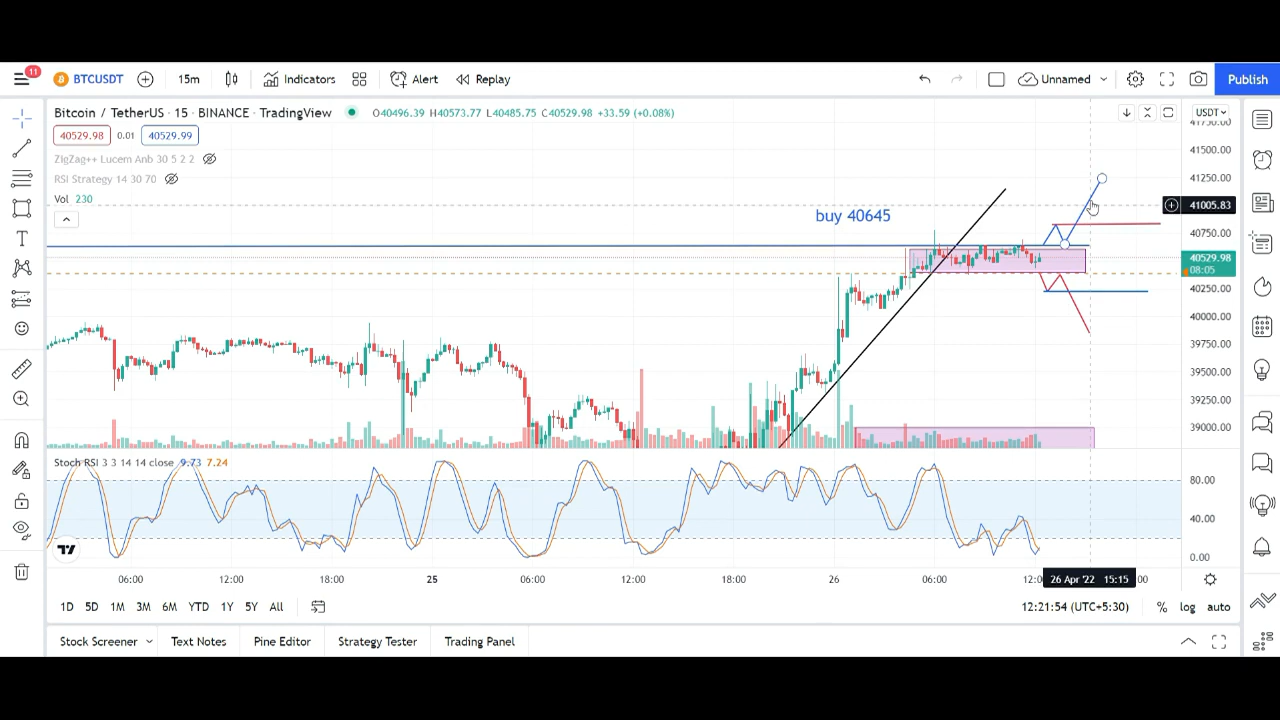 11
BTCUSDT
15m
Indicators
Alert
Replay
Unnamed
Publish
Bitcoin / TetherUS · 15 · BINANCE · TradingView
O40496.39 H40573.77 L40485.75 C40529.98 +33.59 (+0.08%)
USDT
40529.98 0.01 40529.99
ZigZag++ Lucem Anb 30 5 2 2
RSI Strategy 14 30 70
Vol 230
buy 40645
41750.00
41500.00
41250.00
41005.83
40750.00
40529.98
08:05
40250.00
40000.00
39750.00
39500.00
39250.00
39000.00
Stoch RSI 3 3 14 14 close 9.73 7.24
80.00
40.00
0.00
06:00 12:00 18:00 25 06:00 12:00 18:00 26 06:00 26 Apr '22 15:15
1D 5D 1M 3M 6M YTD 1Y 5Y All
12:21:54 (UTC+5:30) % log auto
Stock Screener Text Notes Pine Editor Strategy Tester Trading Panel